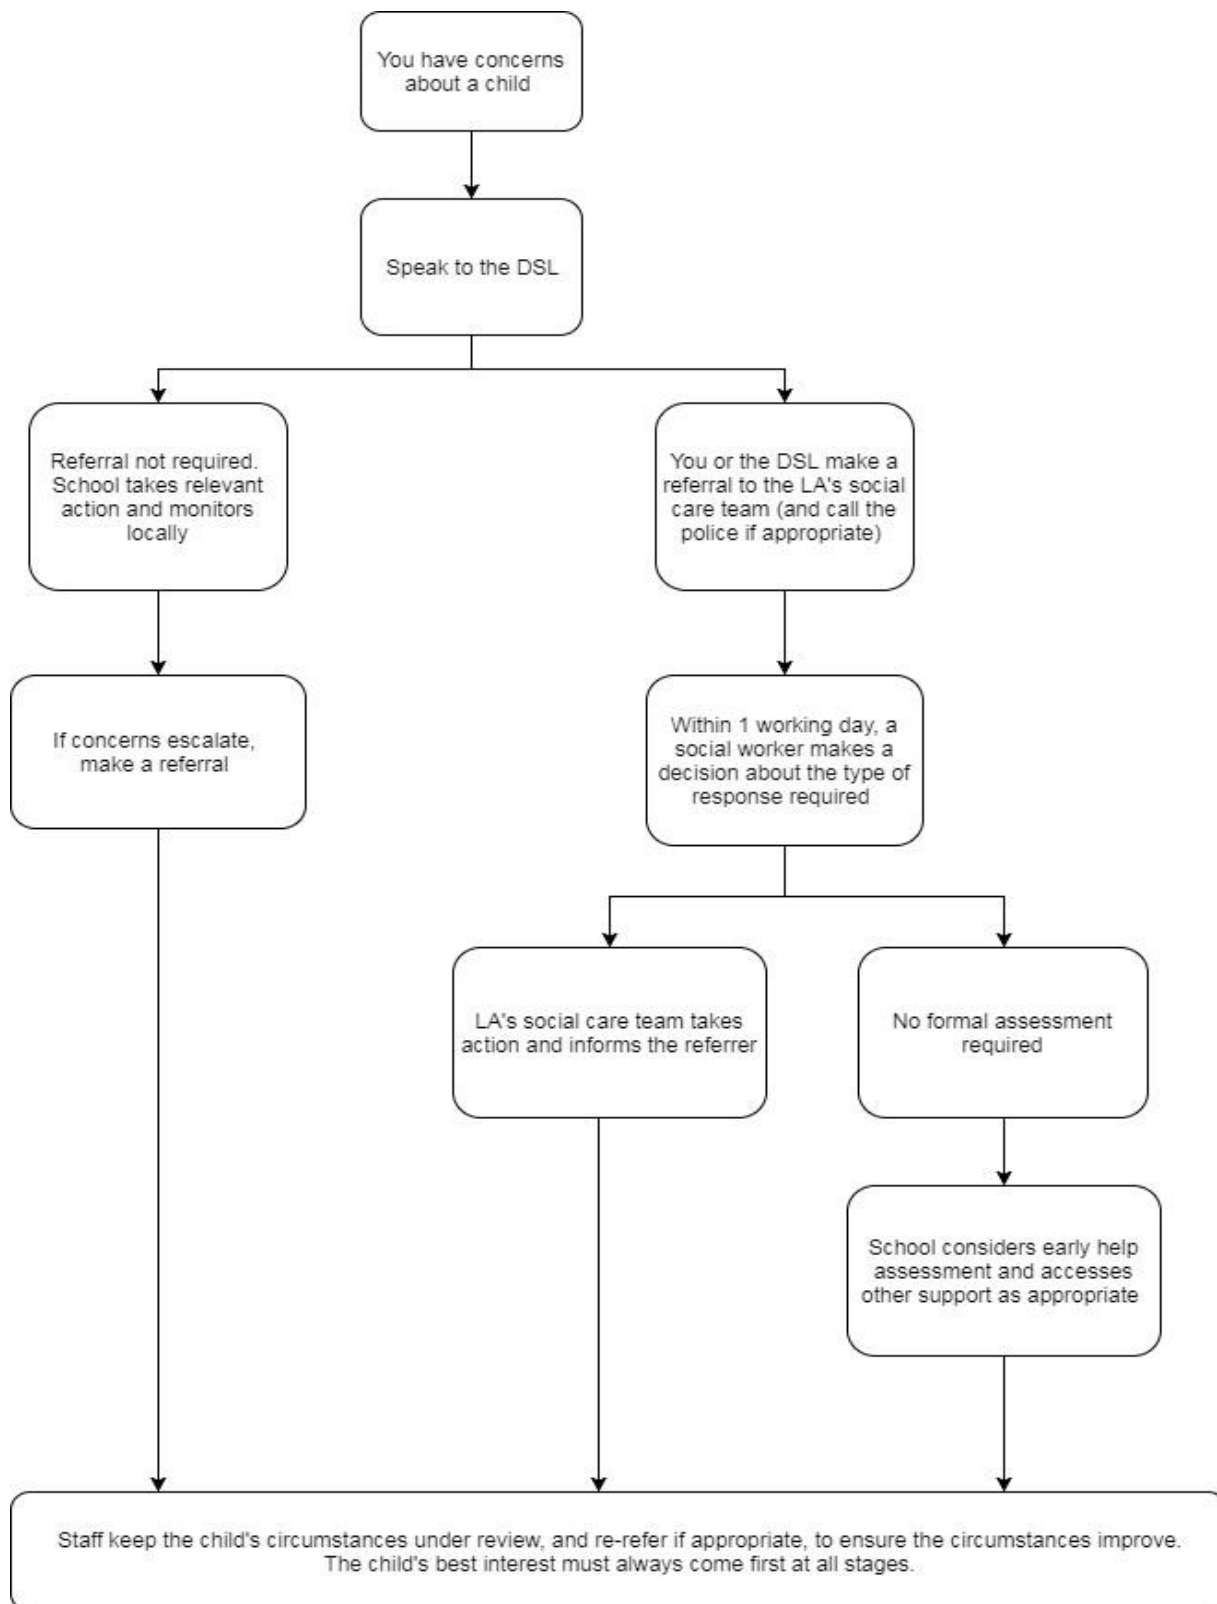 You have concerns
about a child
Speak to the DSL
Referral not required.
School takes relevant
action and monitors
locally
You or the DSL make a
referral to the LA's social
care team (and call the
police if appropriate)
If concerns escalate,
make a referral
Within 1 working day, a
social worker makes a
decision about the type of
response required
LA's social care team takes
action and informs the referrer
No formal assessment
required
School considers early help
assessment and accesses
other support as appropriate
Staff keep the child's circumstances under review, and re-refer if appropriate, to ensure the circumstances improve.
The child's best interest must always come first at all stages.